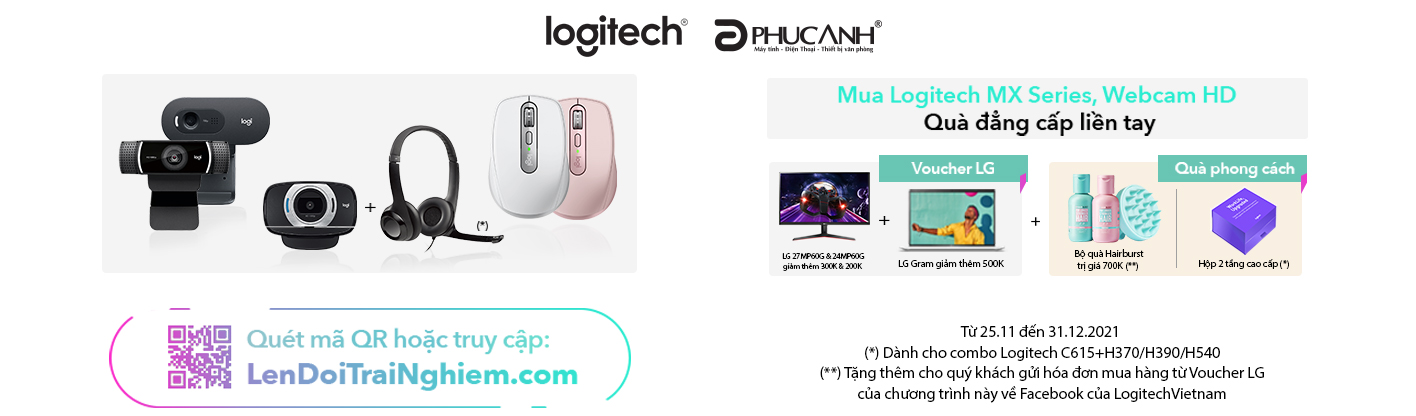 logitech®
PHUCANH®
Máy tính - Điện Thoại - Thiết bị văn phòng
logi
logi
logi
+
(*)
Mua Logitech MX Series, Webcam HD
Quà đẳng cấp liền tay
Voucher LG
+
LG 27MP60G & 24MP60G
giảm thêm 300K & 200K
LG Gram giảm thêm 500K
+
Quà phong cách
Bộ quà Hairburst
trị giá 700K (**)
Hộp 2 tầng cao cấp (*)
Quét mã QR hoặc truy cập:
LenDoiTraiNghiem.com
Từ 25.11 đến 31.12.2021
(*) Dành cho combo Logitech C615+H370/H390/H540
(**) Tặng thêm cho quý khách gửi hóa đơn mua hàng từ Voucher LG
của chương trình này về Facebook của LogitechVietnam